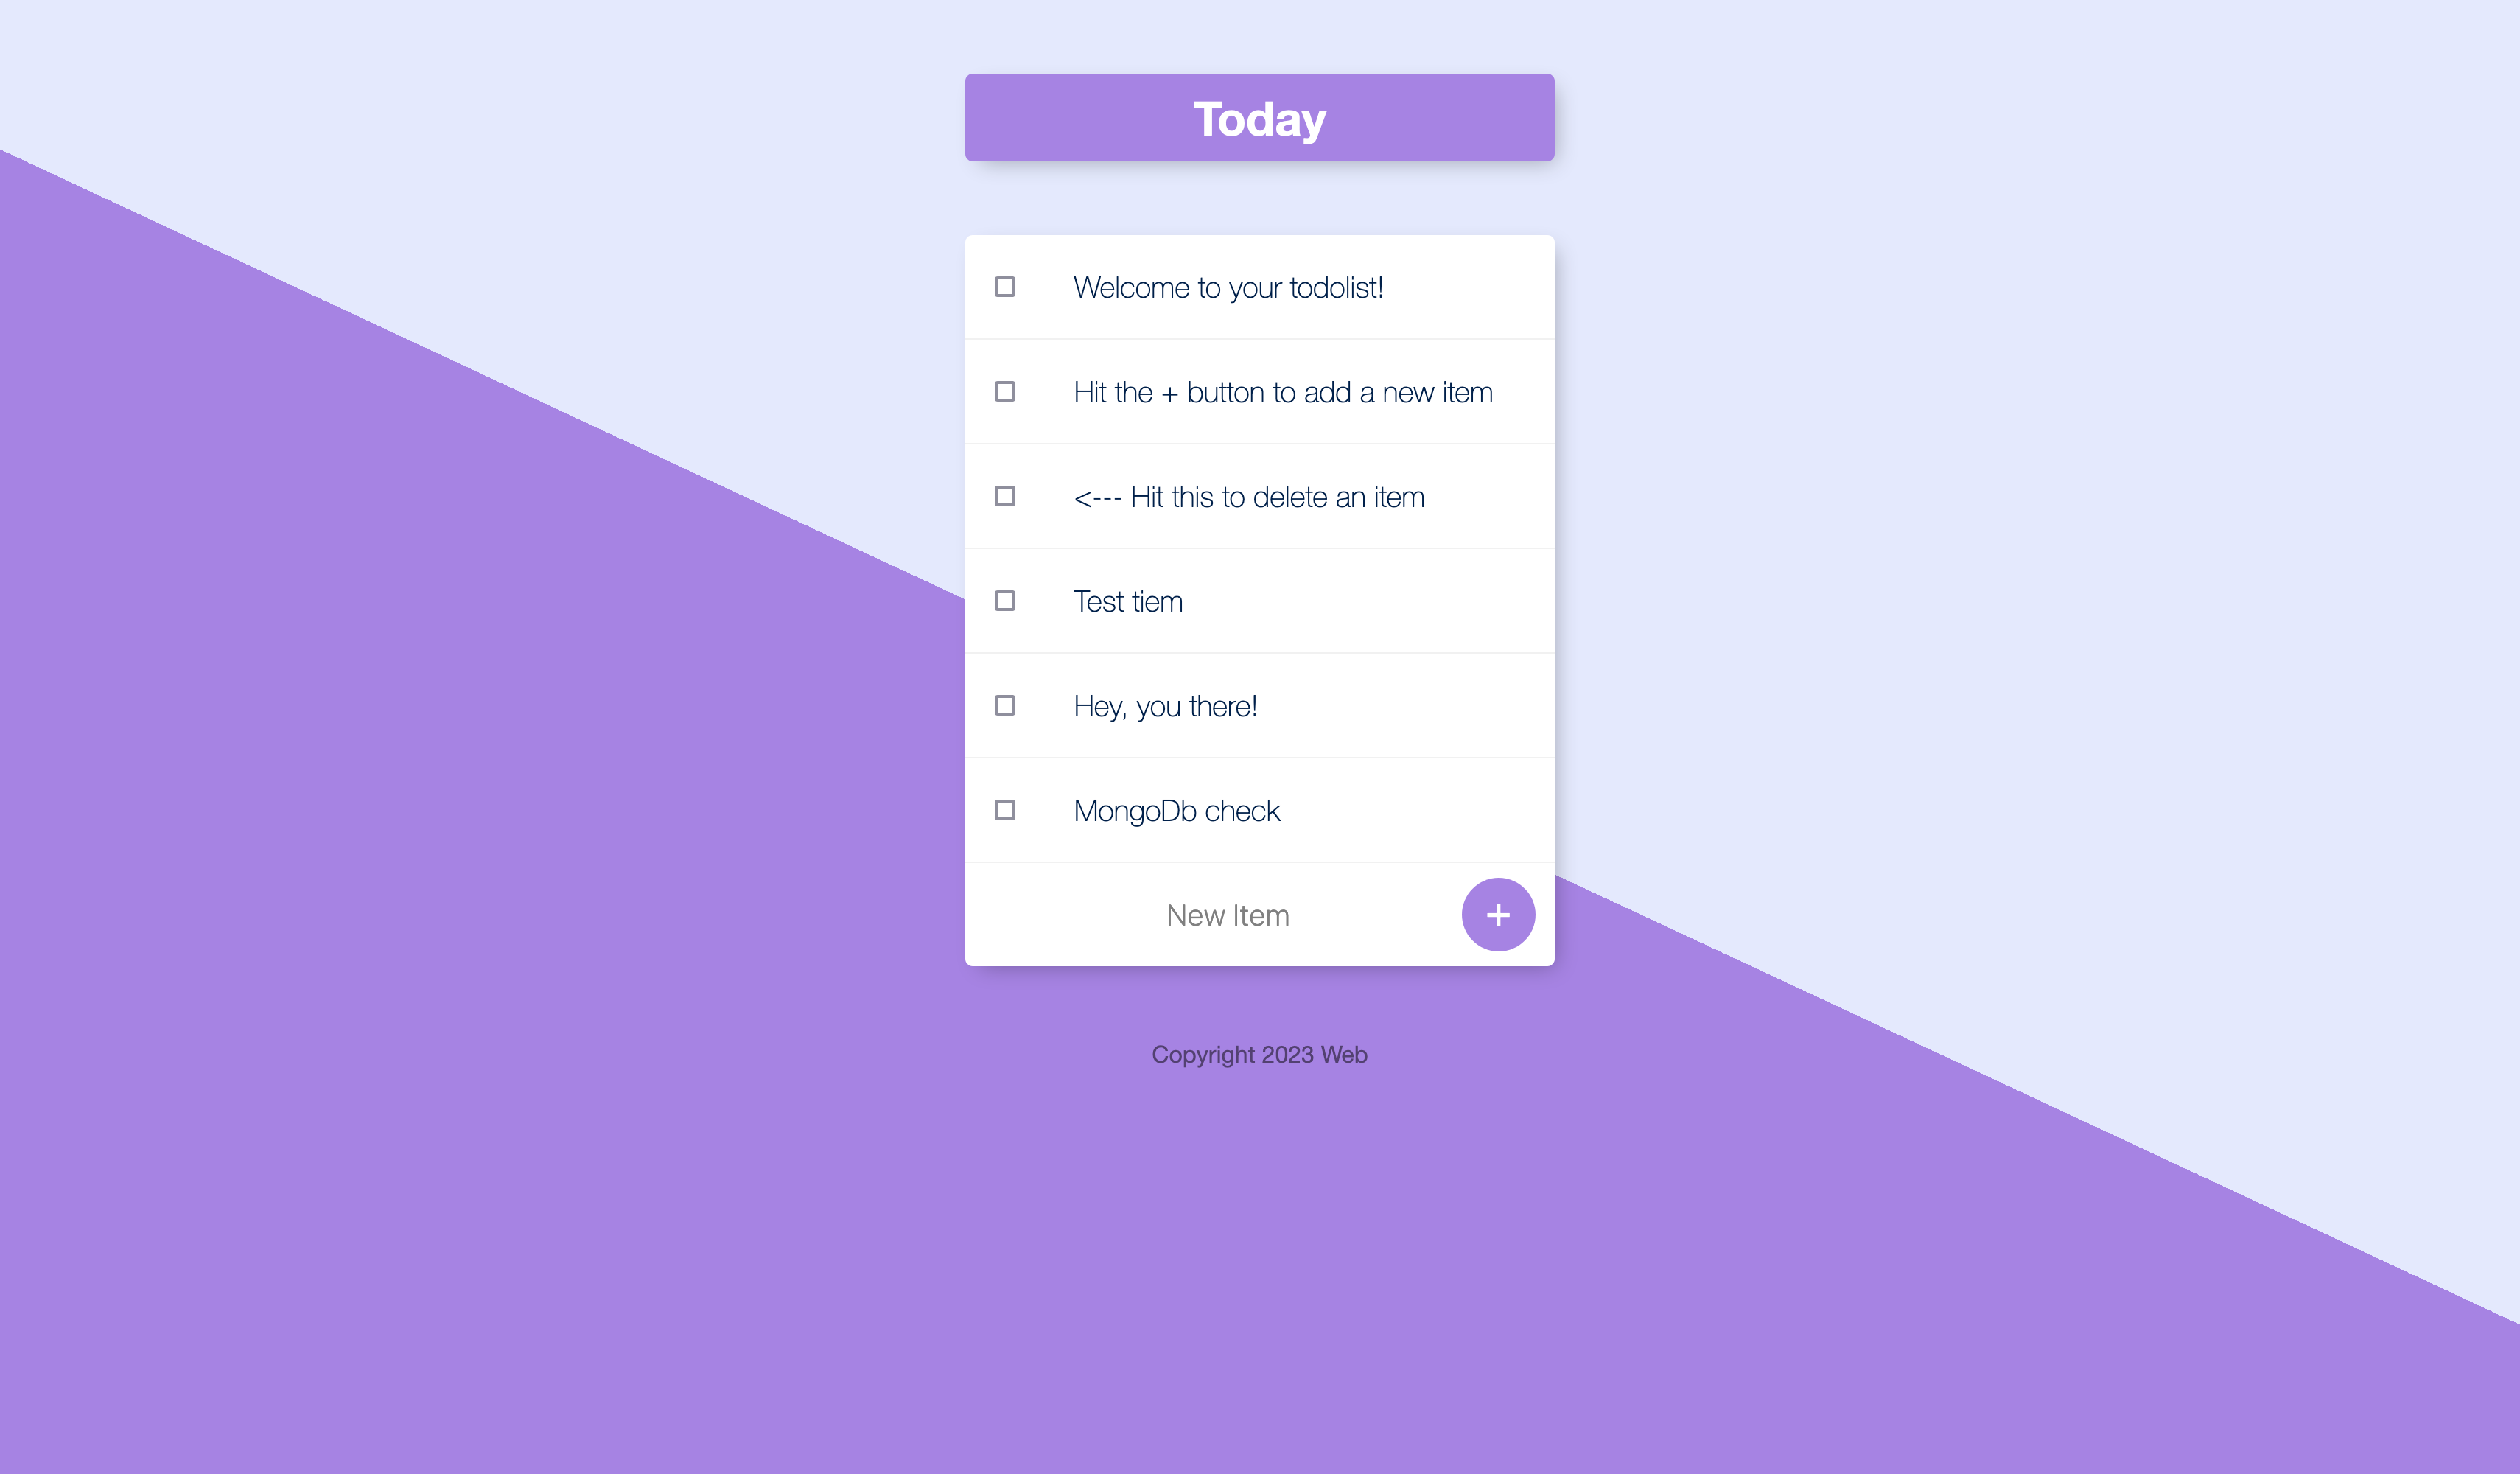 Today
Welcome to your todolist!
Hit the + button to add a new item
<--- Hit this to delete an item
Test tiem
Hey, you there!
MongoDb check
New Item
+
Copyright 2023 Web